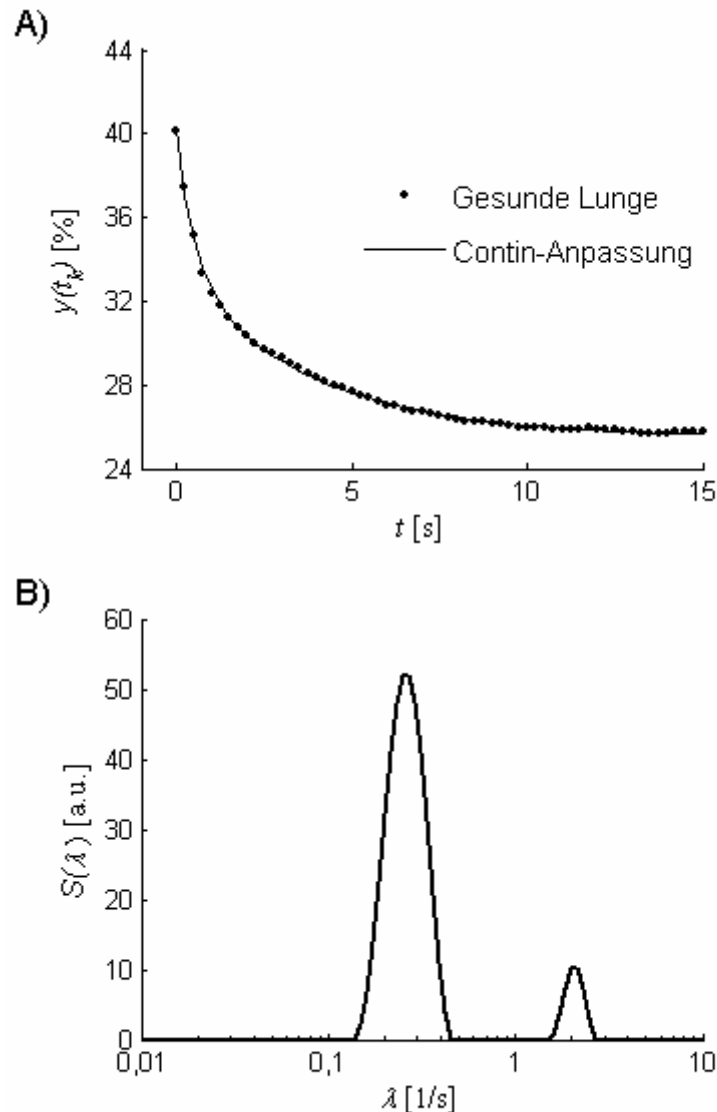 A)
44
40
36
32
28
24
y(tk) [%]
Gesunde Lunge
Contin-Anpassung
0 5 10 15
t [s]
B)
60
50
40
30
20
10
0
S(λ) [a.u.]
0,01 0,1 1 10
λ [1/s]